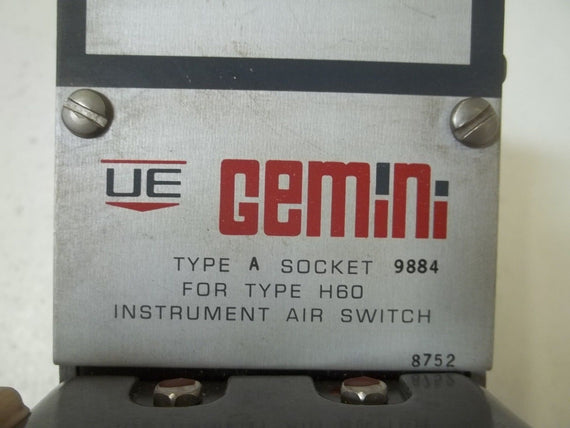 UE Gemini
TYPE A SOCKET 9884
FOR TYPE H60
INSTRUMENT AIR SWITCH
8752